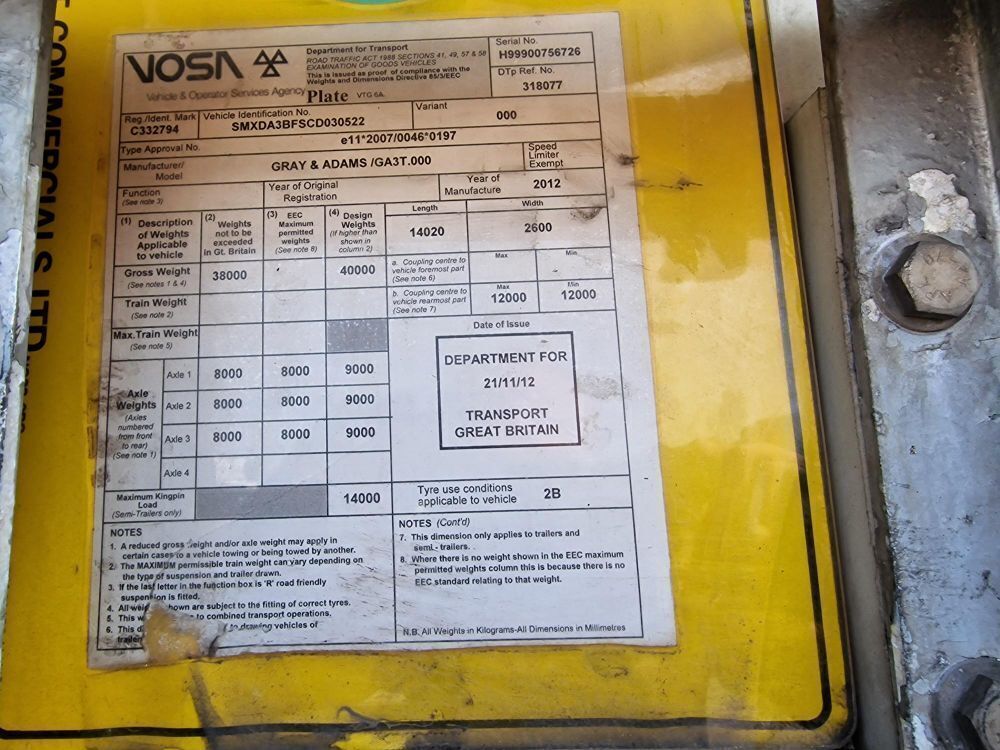 COMMERCIALS LTD
VOSA
Vehicle & Operator Services Agency
Department for Transport
ROAD TRAFFIC ACT 1988 SECTIONS 41, 49, 57 & 58
EXAMINATION OF GOODS VEHICLES
This is issued as proof of compliance with the
Weights and Dimensions Directive 85/3/EEC
Plate VTG 6A
Serial No.
H99900756726
DTp Ref. No.
318077
Reg./Ident. Mark
C332794
Vehicle Identification No.
SMXDA3BFSCD030522
Variant
000
Type Approval No.
e11*2007/0046*0197
Manufacturer/
Model
GRAY & ADAMS /GA3T.000
Speed
Limiter
Exempt
Function
(See note 3)
Year of Original
Registration
Year of
Manufacture
2012
(1) Description
of Weights
Applicable
to vehicle
(2) Weights
not to be
exceeded
in Gt. Britain
(3) EEC
Maximum
permitted
weights
(See note 8)
(4) Design
Weights
(if higher than
shown in
column 2)
Length
14020
Width
2600
Gross Weight
(See notes 1 & 4)
38000
40000
a. Coupling centre to
vehicle foremost part
(See note 6)
Max
Min
Train Weight
(See note 2)
b. Coupling centre to
vehicle rearmost part
(See note 7)
Max
12000
Min
12000
Max.Train Weight
(See note 5)
Date of Issue
DEPARTMENT FOR
21/11/12
TRANSPORT
GREAT BRITAIN
Axle
Weights
(Axles
numbered
from front
to rear)
(See note 1)
Axle 1 8000 8000 9000
Axle 2 8000 8000 9000
Axle 3 8000 8000 9000
Axle 4
Maximum Kingpin
Load
(Semi-Trailers only)
14000
Tyre use conditions
applicable to vehicle
2B
NOTES
1. A reduced gross weight and/or axle weight may apply in
certain cases to a vehicle towing or being towed by another.
2. The MAXIMUM permissible train weight can vary depending on
the type of suspension and trailer drawn.
3. If the last letter in the function box is 'R' road friendly
suspension is fitted.
4. All shown are subject to the fitting of correct tyres.
5. This to combined transport operations.
6. This to drawing vehicles of
NOTES (Cont'd)
7. This dimension only applies to trailers and
semi - trailers.
8. Where there is no weight shown in the EEC maximum
permitted weights column this is because there is no
EEC standard relating to that weight.
N.B. All Weights in Kilograms-All Dimensions in Millimetres